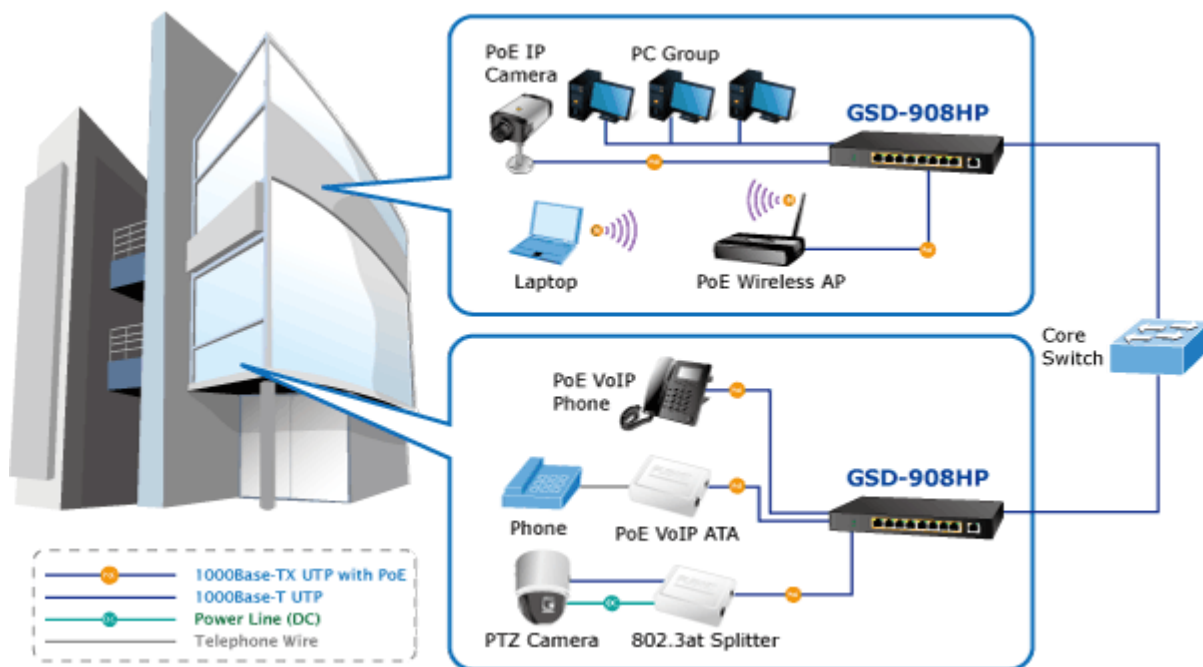 PoE IP
Camera
PC Group
GSD-908HP
Laptop
PoE Wireless AP
Core
Switch
PoE VoIP
Phone
GSD-908HP
Phone
PoE VoIP ATA
PTZ Camera
802.3at Splitter
1000Base-TX UTP with PoE
1000Base-T UTP
Power Line (DC)
Telephone Wire